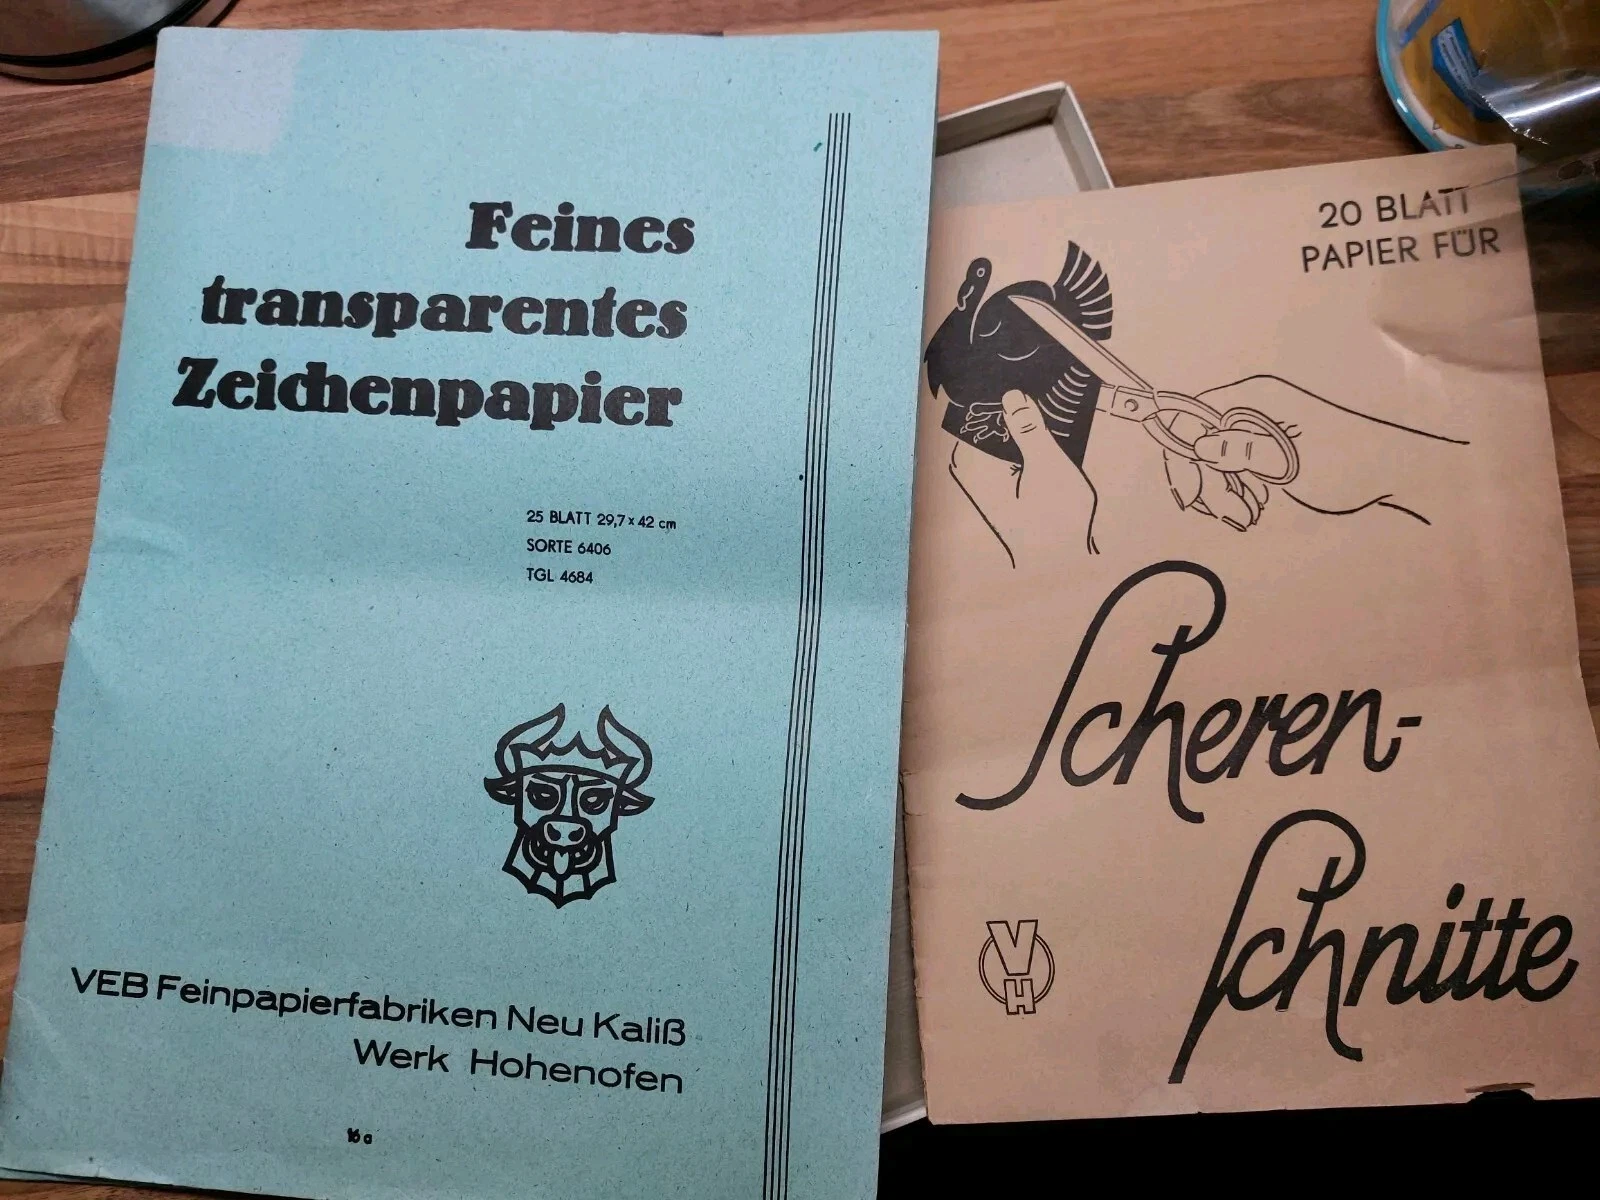 Feines
transparentes
Zeichenpapier
25 BLATT 29,7 x 42 cm
SORTE 6406
TGL 4684
VEB Feinpapierfabriken Neu Kaliß
Werk Hohenofen
16 a
20 BLATT
PAPIER FÜR
Scheren-
Schnitte
VH